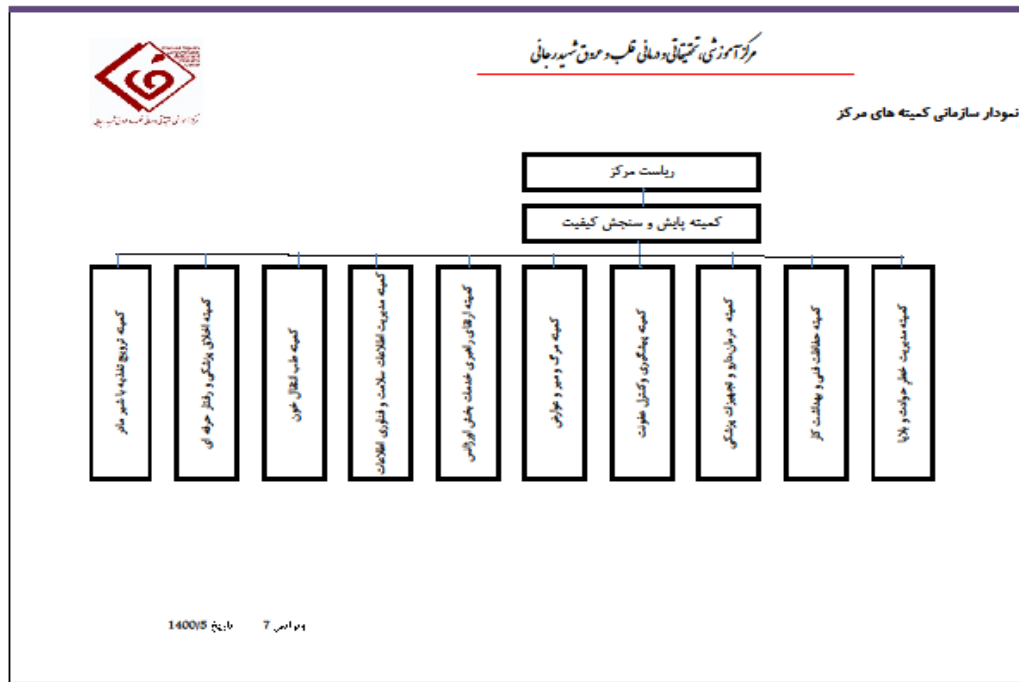 مرکز آموزشی، تحقیقاتی و درمانی قلب و عروق شهید رجایی
نمودار سازمانی کمیته های مرکز
ریاست مرکز
کمیته پایش و سنجش کیفیت
کمیته مدیریت خطر حوادث و بلایا
کمیته حفاظت فنی و بهداشت کار
کمیته درمان،دارو و تجهیزات پزشکی
کمیته پیشگیری وکنترل عفونت
کمیته مرگ و میر و عوارض
کمیته ارتقای راهبری خدمات بخش اورژانس
کمیته مدیریت اطلاعات سلامت و فناوری اطلاعات
کمیته طب انتقال خون
کمیته اخلاق پزشکی و رفتار حرفه ای
کمیته ترویج تغذیه با شیر مادر
ویرایش 7 تاریخ 1400/5